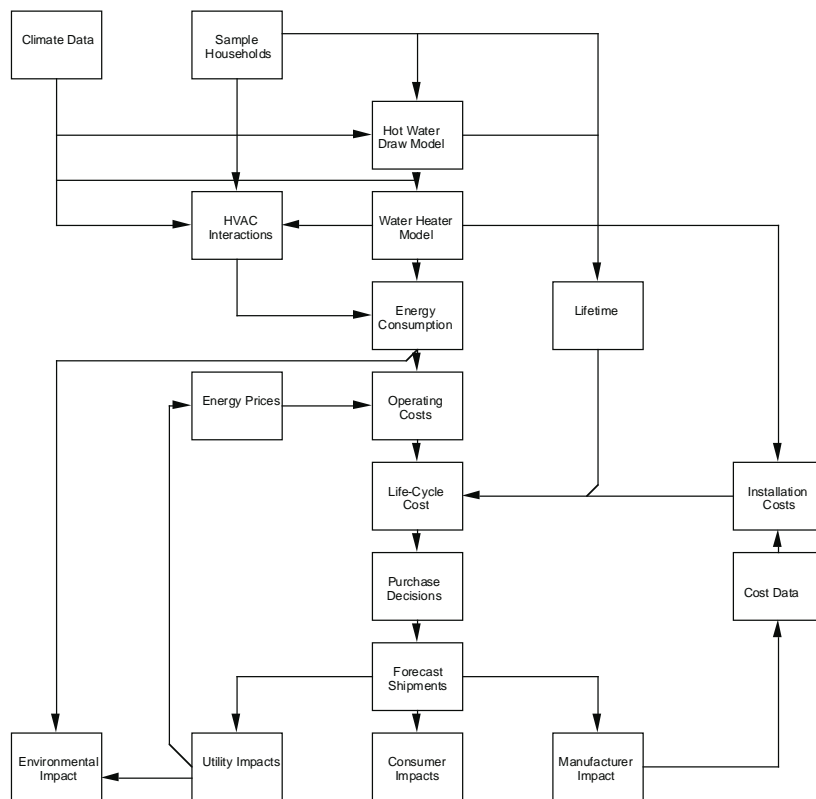 Climate Data
Sample
Households
Hot Water
Draw Model
HVAC
Interactions
Water Heater
Model
Energy
Consumption
Lifetime
Energy Prices
Operating
Costs
Life-Cycle
Cost
Installation
Costs
Purchase
Decisions
Cost Data
Forecast
Shipments
Environmental
Impact
Utility Impacts
Consumer
Impacts
Manufacturer
Impact